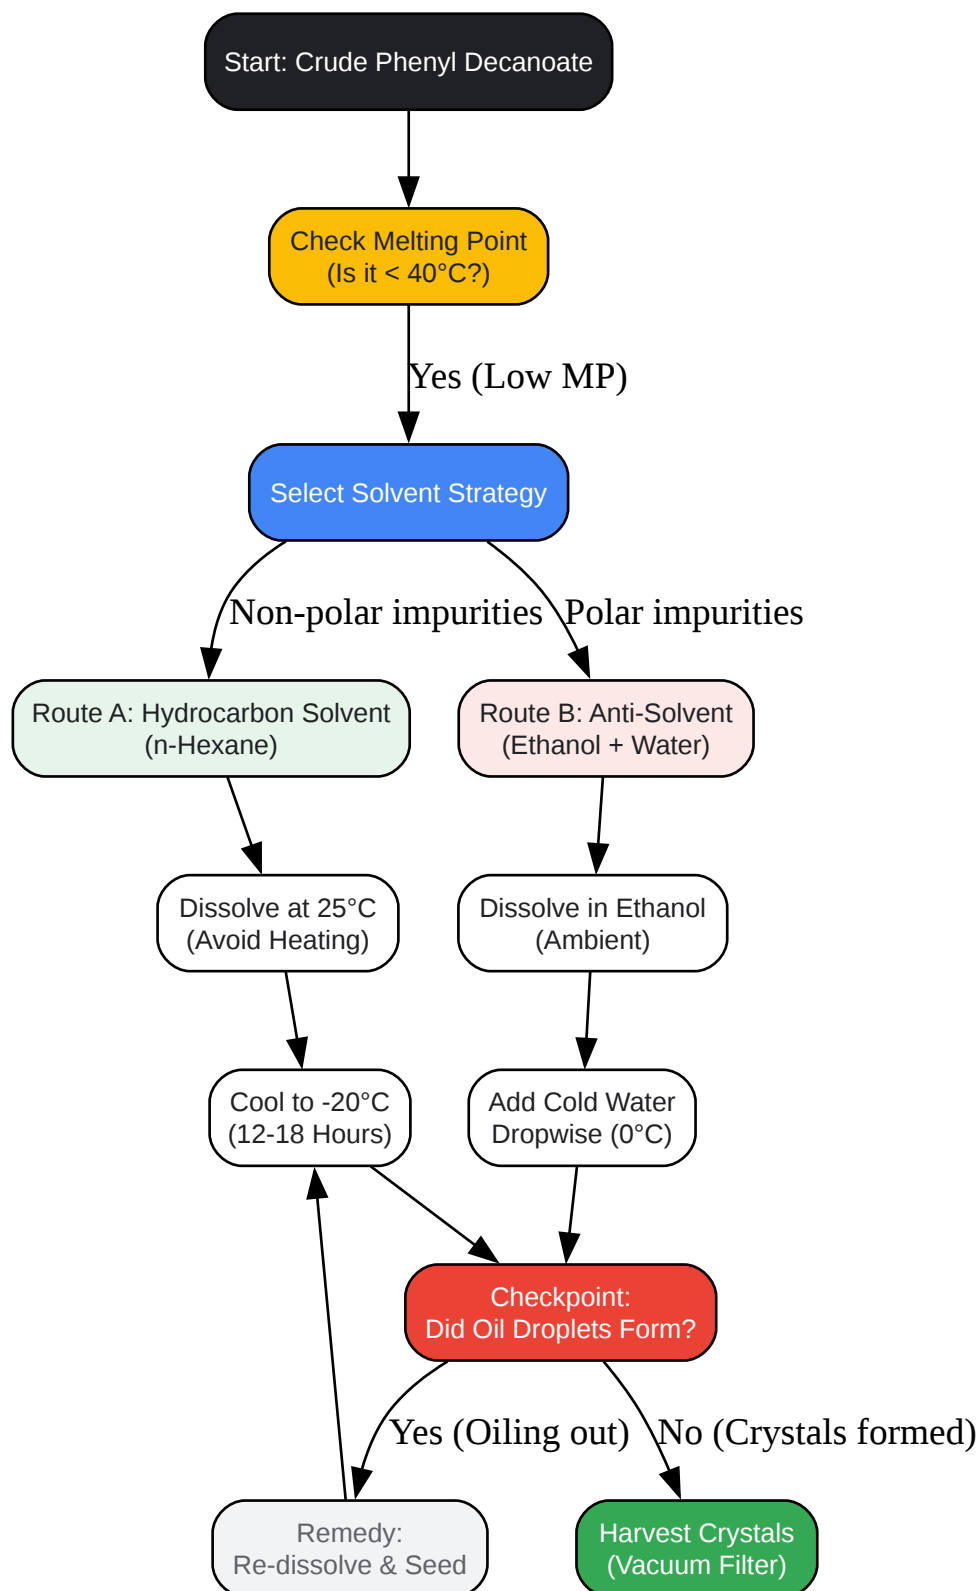 Start: Crude Phenyl Decanoate
Check Melting Point
(Is it < 40°C?)
Yes (Low MP)
Select Solvent Strategy
Non-polar impurities
Polar impurities
Route A: Hydrocarbon Solvent
(n-Hexane)
Route B: Anti-Solvent
(Ethanol + Water)
Dissolve at 25°C
(Avoid Heating)
Dissolve in Ethanol
(Ambient)
Cool to -20°C
(12-18 Hours)
Add Cold Water
Dropwise (0°C)
Checkpoint:
Did Oil Droplets Form?
Yes (Oiling out)
No (Crystals formed)
Remedy:
Re-dissolve & Seed
Harvest Crystals
(Vacuum Filter)